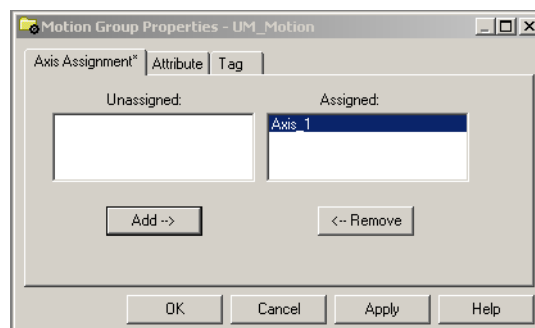 Motion Group Properties - UM_Motion
Axis Assignment* Attribute Tag
Unassigned: Assigned:
Axis_1
Add --> <-- Remove
OK Cancel Apply Help